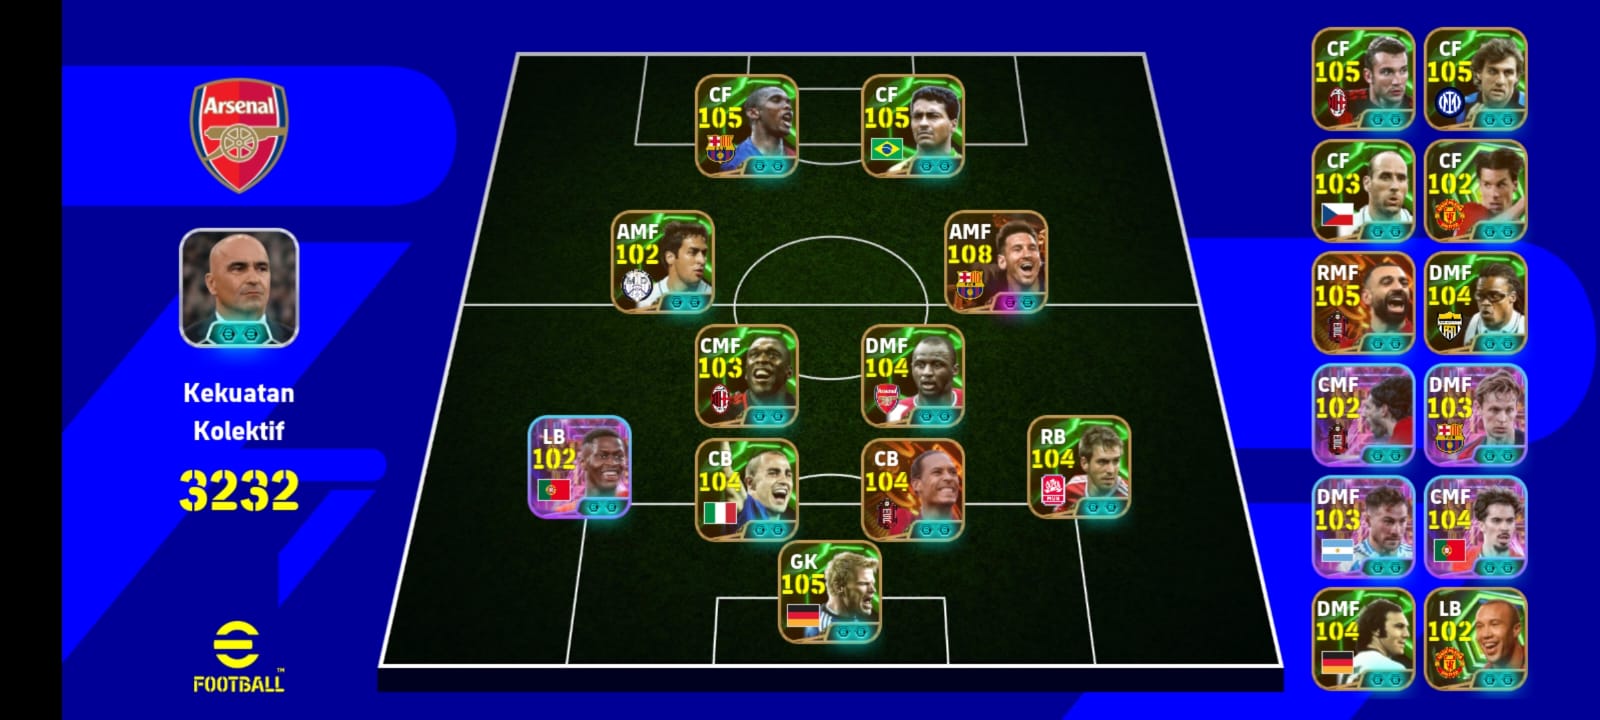 Arsenal
Kekuatan
Kolektif
3232
FOOTBALL™
CF
105
CF
105
AMF
102
AMF
108
CMF
103
DMF
104
Arsenal
LB
102
CB
104
CB
104
RB
104
GK
105
CF
105
CF
105
CF
103
CF
102
RMF
105
DMF
104
CMF
102
DMF
103
DMF
103
CMF
104
DMF
104
LB
102